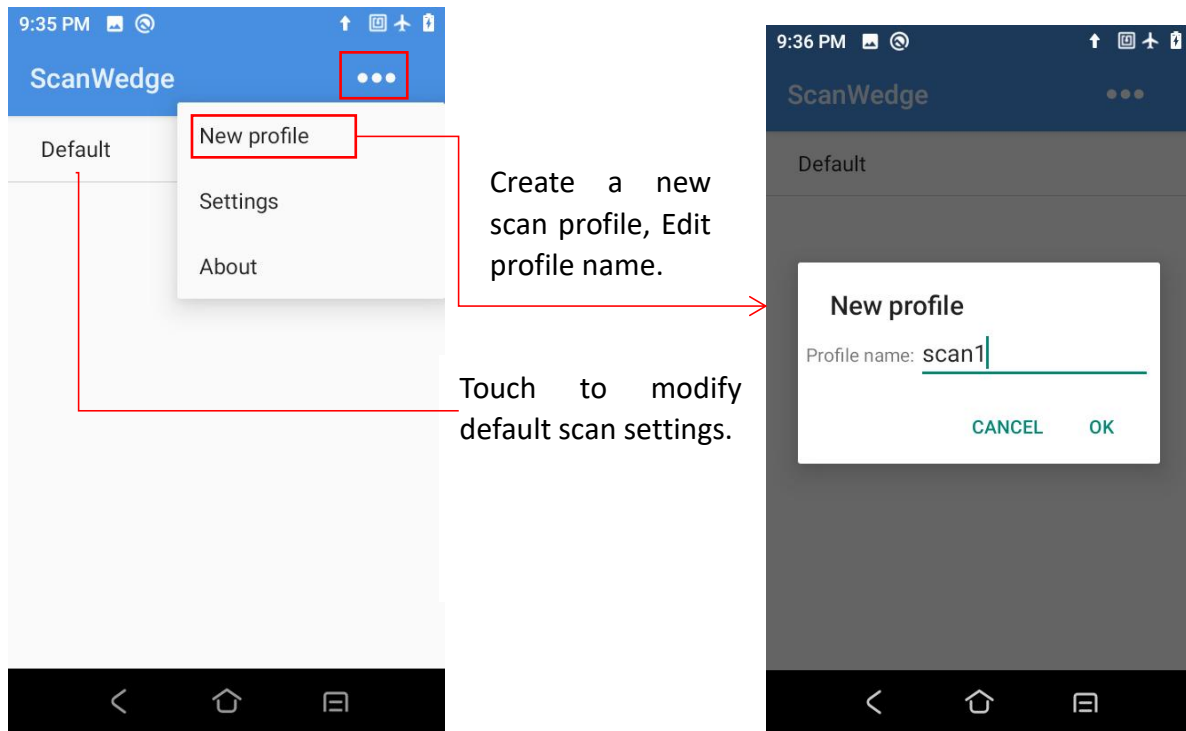 9:35 PM
ScanWedge
New profile
Default
Settings
About
Create a new
scan profile, Edit
profile name.
Touch to modify
default scan settings.
9:36 PM
ScanWedge
Default
New profile
Profile name: scan1
CANCEL OK